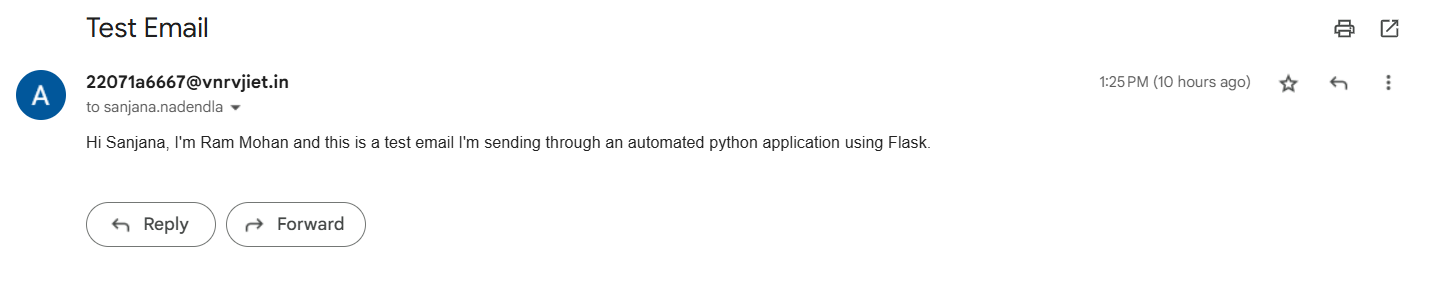 Test Email
A
22071a6667@vnrvjiet.in
1:25 PM (10 hours ago)
to sanjana.nadendla
Hi Sanjana, I'm Ram Mohan and this is a test email I'm sending through an automated python application using Flask.
Reply
Forward